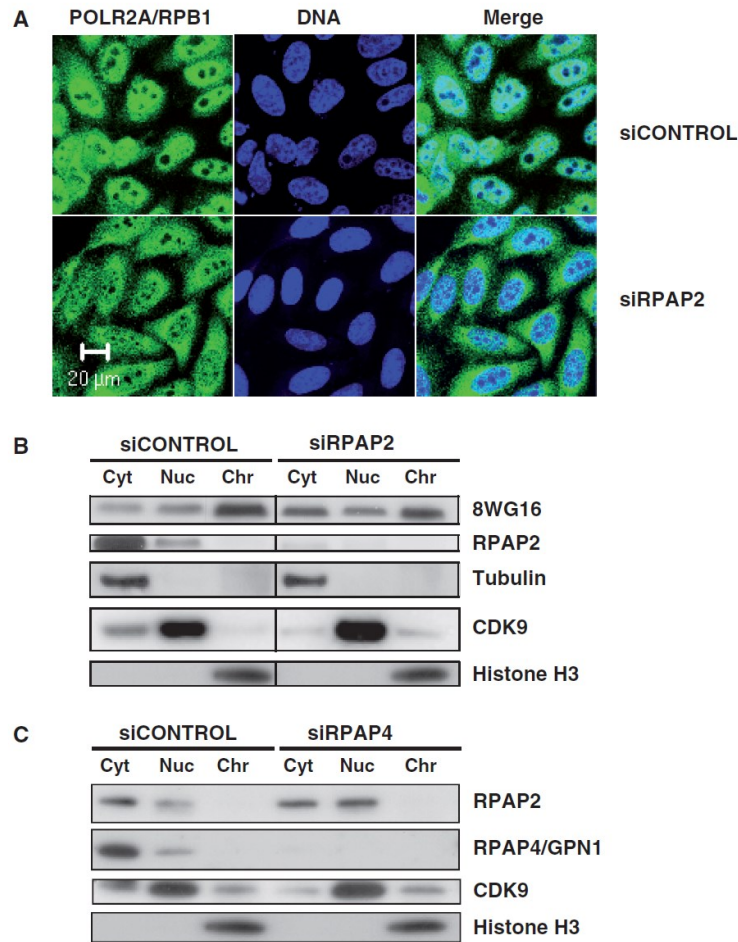 A POLR2A/RPB1 DNA Merge
siCONTROL
siRPAP2
20 µm
B siCONTROL siRPAP2
Cyt Nuc Chr Cyt Nuc Chr
8WG16
RPAP2
Tubulin
CDK9
Histone H3
C siCONTROL siRPAP4
Cyt Nuc Chr Cyt Nuc Chr
RPAP2
RPAP4/GPN1
CDK9
Histone H3